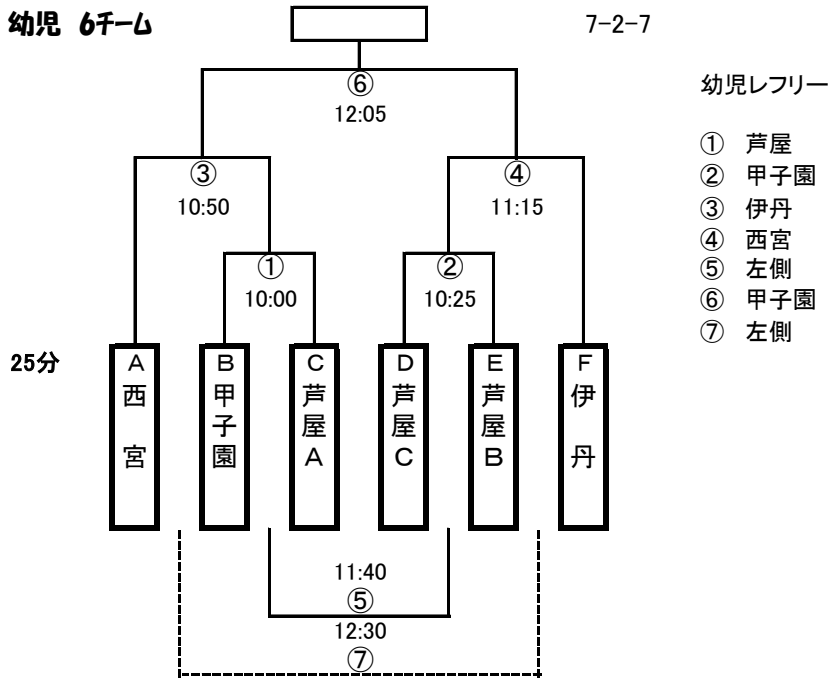 幼児 6チーム
7-2-7
⑥
12:05
幼児レフリー
① 芦屋
② 甲子園
③ 伊丹
④ 西宮
⑤ 左側
⑥ 甲子園
⑦ 左側
③
10:50
④
11:15
①
10:00
②
10:25
25分
A 西宮
B 甲子園
C 芦屋A
D 芦屋C
E 芦屋B
F 伊丹
11:40
⑤
12:30
⑦